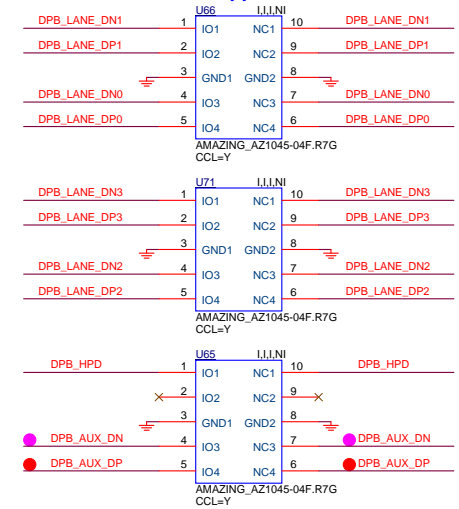 U66 I,I,I,NI
DPB_LANE_DN1 1 IO1 NC1 10 DPB_LANE_DN1
DPB_LANE_DP1 2 IO2 NC2 9 DPB_LANE_DP1
3 GND1 GND2 8
DPB_LANE_DN0 4 IO3 NC3 7 DPB_LANE_DN0
DPB_LANE_DP0 5 IO4 NC4 6 DPB_LANE_DP0
AMAZING_AZ1045-04F.R7G
CCL=Y
U71 I,I,I,NI
DPB_LANE_DN3 1 IO1 NC1 10 DPB_LANE_DN3
DPB_LANE_DP3 2 IO2 NC2 9 DPB_LANE_DP3
3 GND1 GND2 8
DPB_LANE_DN2 4 IO3 NC3 7 DPB_LANE_DN2
DPB_LANE_DP2 5 IO4 NC4 6 DPB_LANE_DP2
AMAZING_AZ1045-04F.R7G
CCL=Y
U65 I,I,I,NI
DPB_HPD 1 IO1 NC1 10 DPB_HPD
2 IO2 NC2 9
3 GND1 GND2 8
DPB_AUX_DN 4 IO3 NC3 7 DPB_AUX_DN
DPB_AUX_DP 5 IO4 NC4 6 DPB_AUX_DP
AMAZING_AZ1045-04F.R7G
CCL=Y